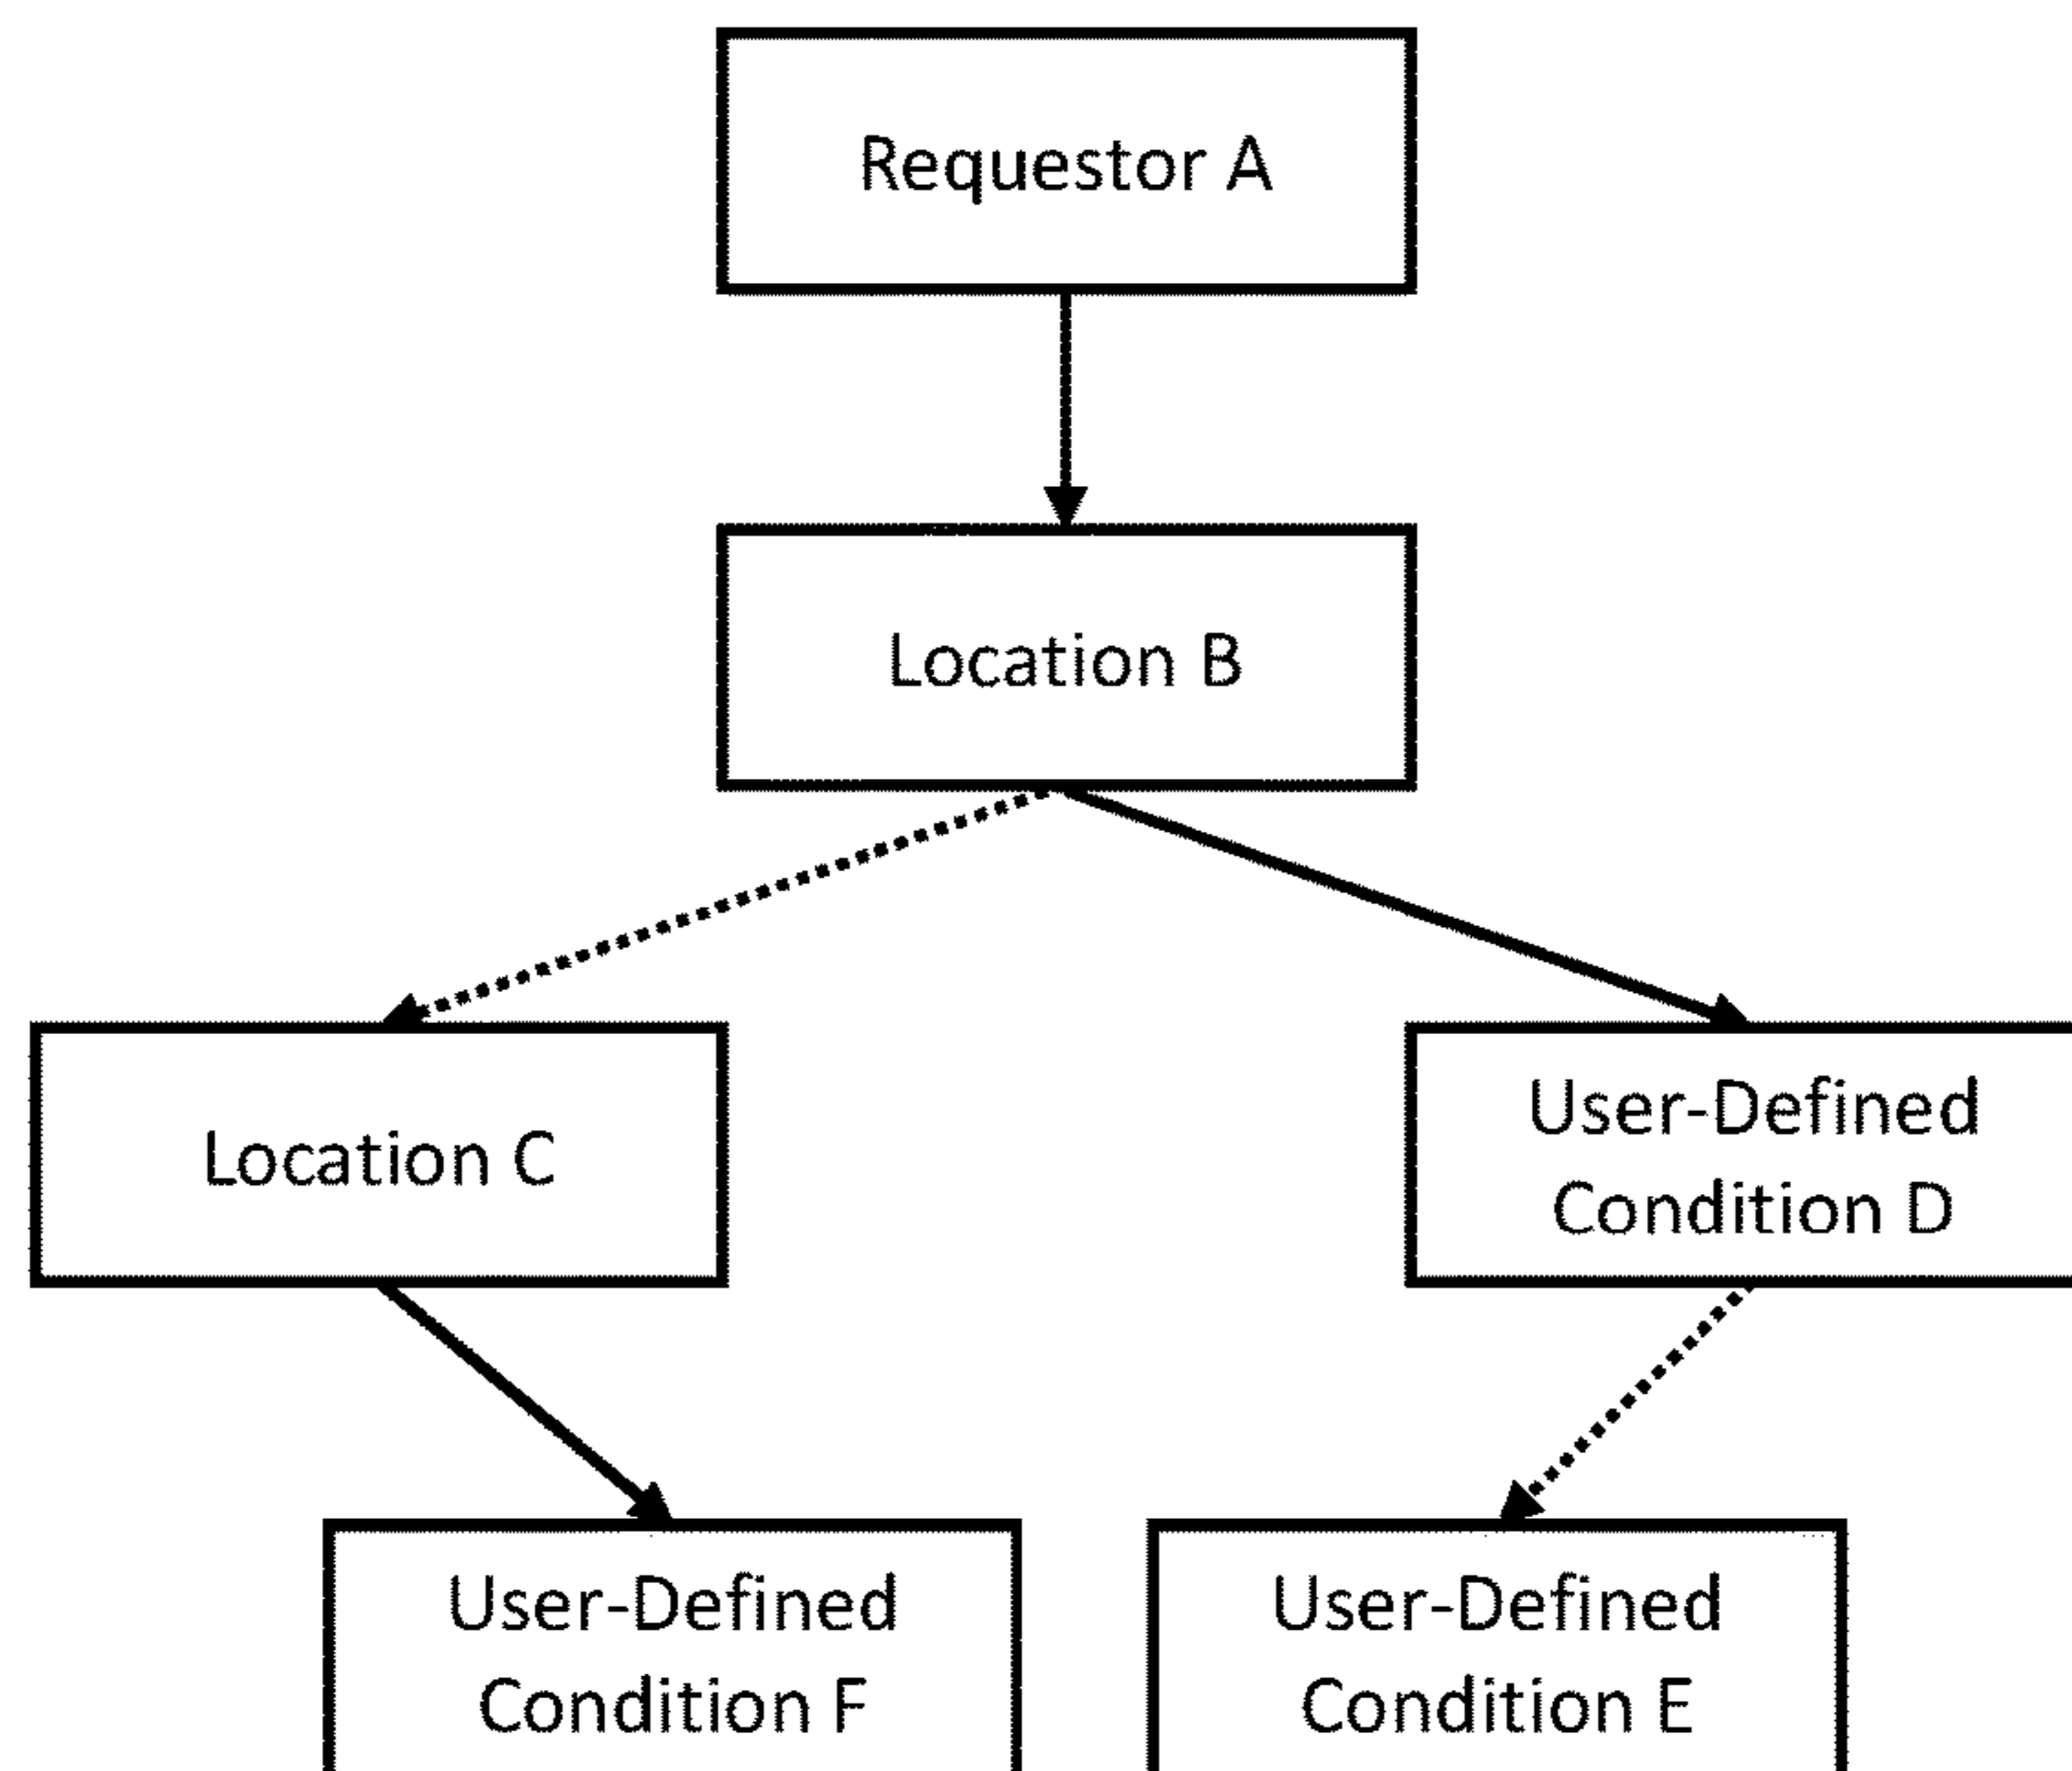 Requestor A
Location B
Location C
User-Defined
Condition D
User-Defined
Condition F
User-Defined
Condition E